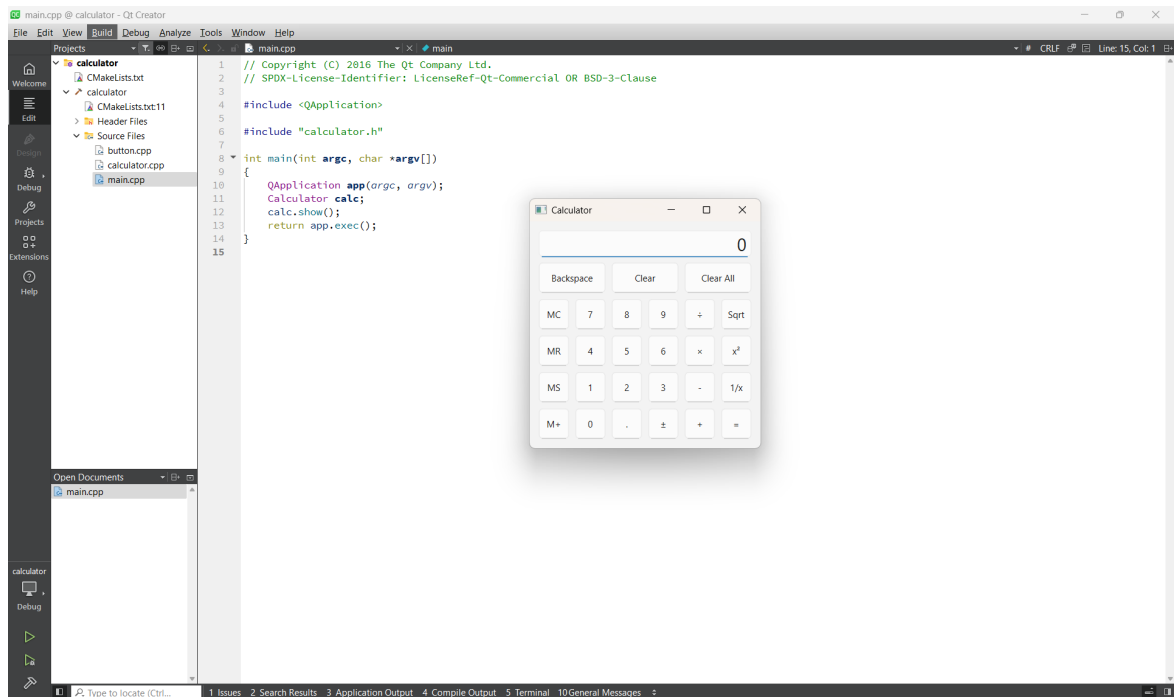 main.cpp @ calculator - Qt Creator
File Edit View Build Debug Analyze Tools Window Help
Projects
main.cpp
main
# CRLF Line: 15, Col: 1
Welcome
Edit
Design
Debug
Projects
Extensions
Help
calculator
CMakeLists.txt
calculator
CMakeLists.txt:11
Header Files
Source Files
button.cpp
calculator.cpp
main.cpp
1 // Copyright (C) 2016 The Qt Company Ltd.
2 // SPDX-License-Identifier: LicenseRef-Qt-Commercial OR BSD-3-Clause
3
4 #include <QApplication>
5
6 #include "calculator.h"
7
8 int main(int argc, char *argv[])
9 {
10 QApplication app(argc, argv);
11 Calculator calc;
12 calc.show();
13 return app.exec();
14 }
15
Calculator
0
Backspace Clear Clear All
MC 7 8 9 ÷ Sqrt
MR 4 5 6 × x²
MS 1 2 3 - 1/x
M+ 0 . ± + =
Open Documents
main.cpp
calculator
Debug
Type to locate (Ctrl...
1 Issues 2 Search Results 3 Application Output 4 Compile Output 5 Terminal 10 General Messages